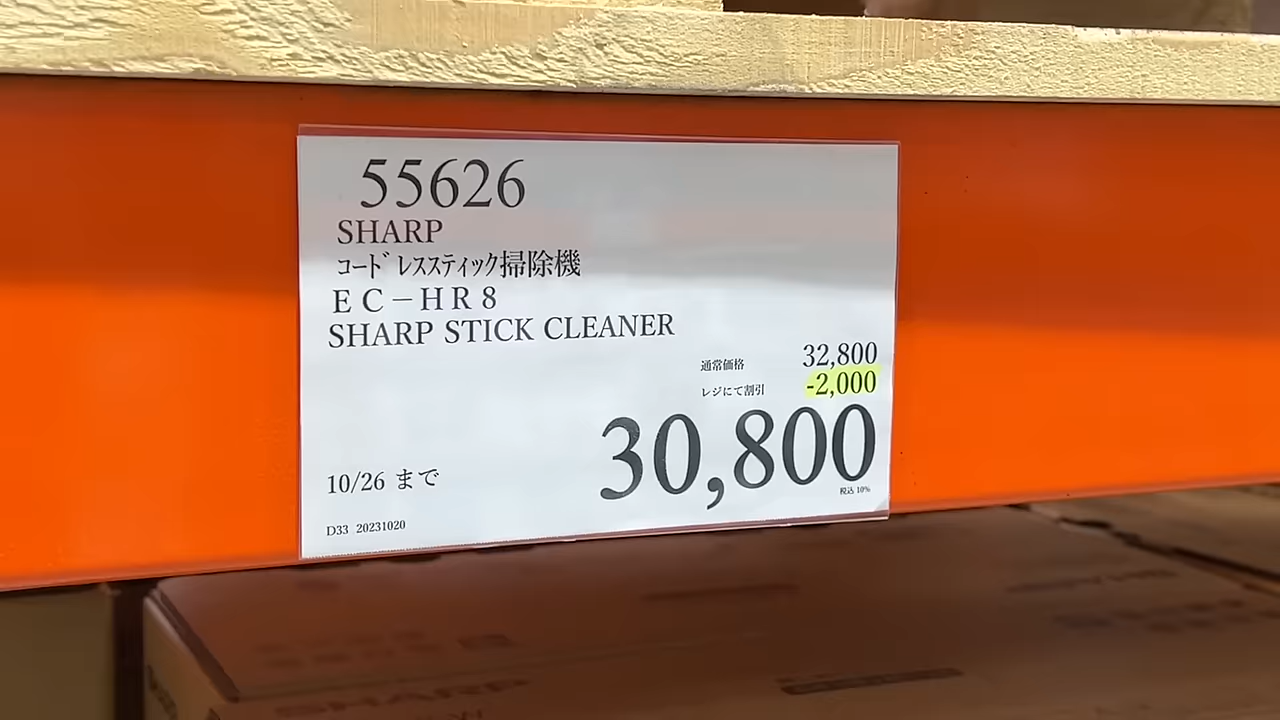 55626
SHARP
ｺｰﾄﾞﾚｽｽﾃｨｯｸ掃除機
ＥＣ－ＨＲ８
SHARP STICK CLEANER
通常価格 32,800
レジにて割引 -2,000
30,800
税込 10%
10/26 まで
D33 20231020
SHARP